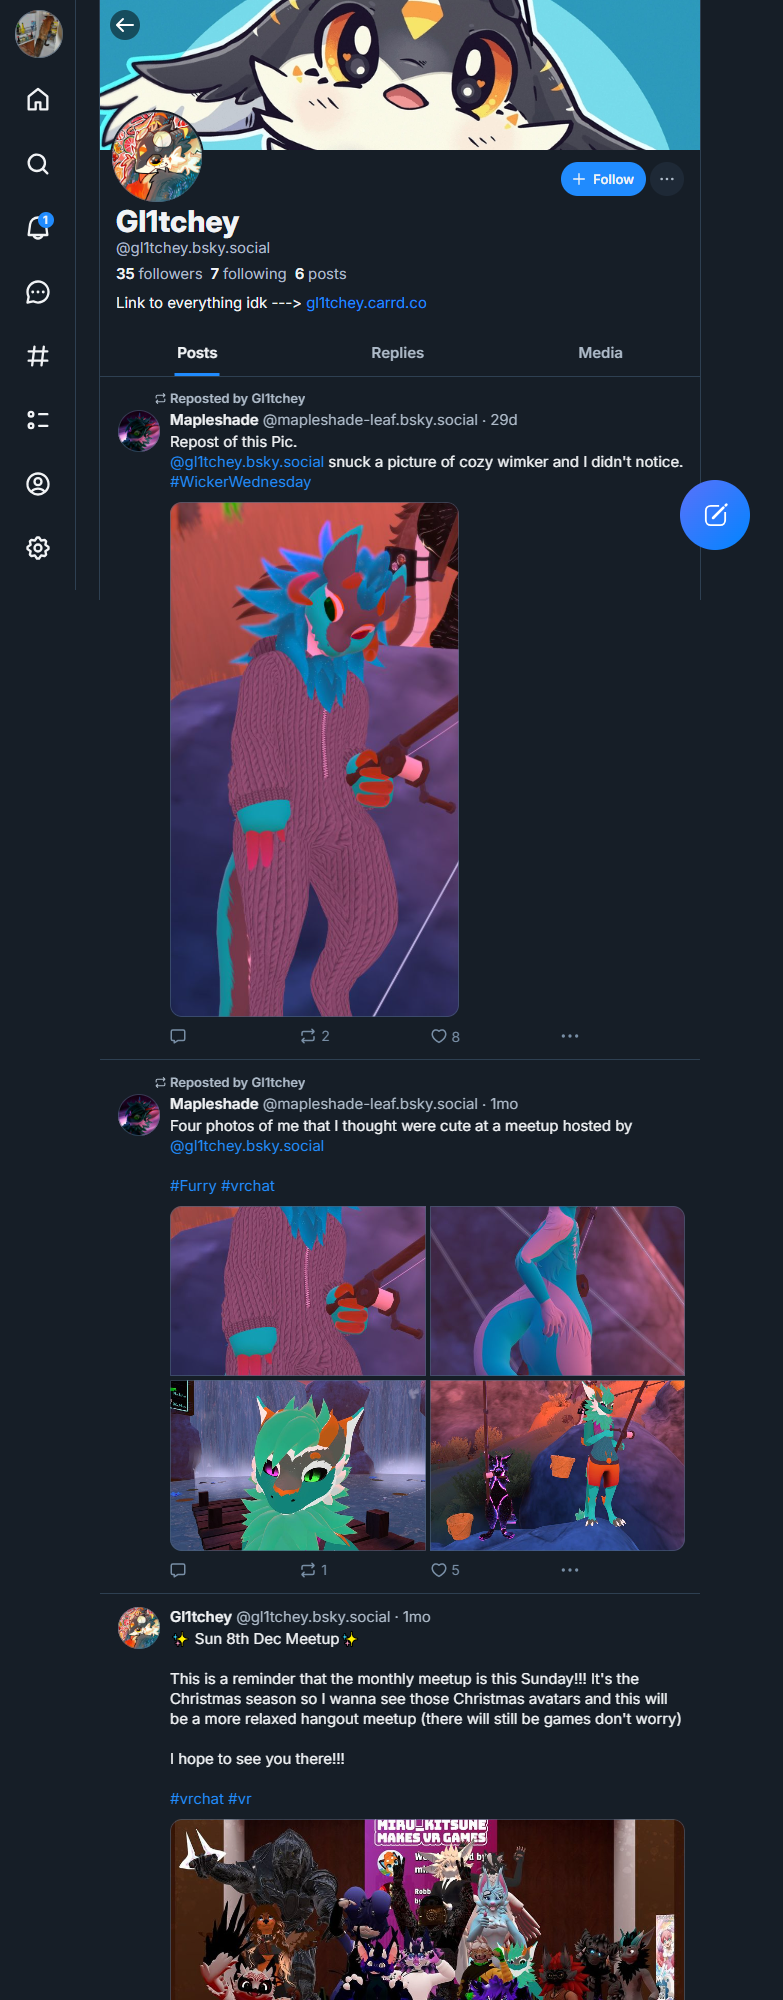 1
+ Follow
Gl1tchey
@gl1tchey.bsky.social
35 followers 7 following 6 posts
Link to everything idk ---> gl1tchey.carrd.co
Posts Replies Media
Reposted by Gl1tchey
Mapleshade @mapleshade-leaf.bsky.social · 29d
Repost of this Pic.
@gl1tchey.bsky.social snuck a picture of cozy wimker and I didn't notice.
#WickerWednesday
2 8
Reposted by Gl1tchey
Mapleshade @mapleshade-leaf.bsky.social · 1mo
Four photos of me that I thought were cute at a meetup hosted by
@gl1tchey.bsky.social
#Furry #vrchat
1 5
Gl1tchey @gl1tchey.bsky.social · 1mo
✨ Sun 8th Dec Meetup✨
This is a reminder that the monthly meetup is this Sunday!!! It's the
Christmas season so I wanna see those Christmas avatars and this will
be a more relaxed hangout meetup (there will still be games don't worry)
I hope to see you there!!!
#vrchat #vr
MIRU_KITSUNE
MAKES VR GAMES